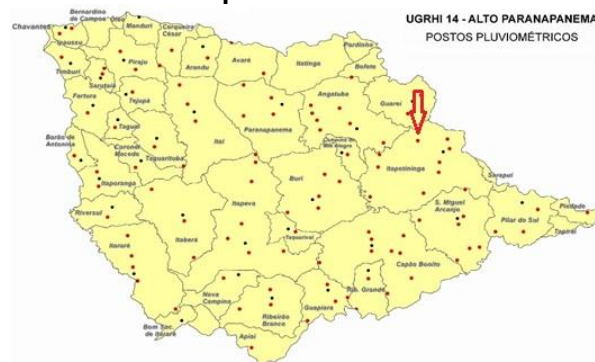 Bernardino
de Campos
Óleo
Manduri
Cerqueira
César
UGRHI 14 - ALTO PARANAPANEMA
POSTOS PLUVIOMÉTRICOS
Chavantes
Ipaussu
Piraju
Arandu
Avaré
Itatinga
Pardinho
Bofete
Timburi
Sarutaiá
Fartura
Tejupá
Angatuba
Guareí
Taguaí
Barão de
Antonina
Coronel
Macedo
Taquarituba
Itaí
Paranapanema
Campina do
Monte Alegre
Itapetininga
Sarapuí
Itaporanga
Buri
Riversul
Itaberá
Itapeva
Taquarivaí
S. Miguel
Arcanjo
Pilar do Sul
Piedade
Tapiraí
Itararé
Capão Bonito
Nova
Campina
Rib. Grande
Bom Suc.
de Itararé
Ribeirão
Branco
Guapiara
Apiaí